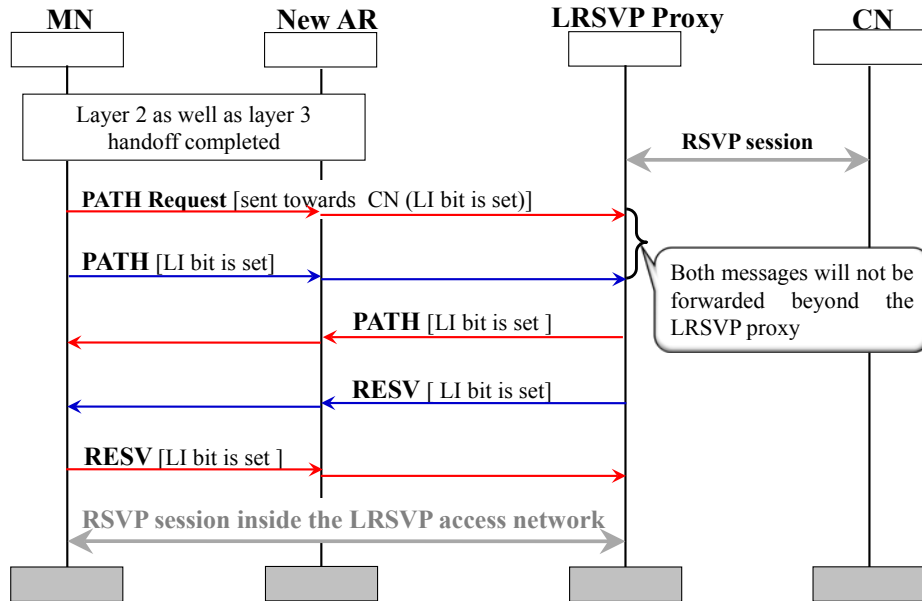 MN New AR LRSVP Proxy CN
Layer 2 as well as layer 3
handoff completed
RSVP session
PATH Request [sent towards CN (LI bit is set)]
PATH [LI bit is set]
Both messages will not be
forwarded beyond the
LRSVP proxy
PATH [LI bit is set ]
RESV [ LI bit is set]
RESV [LI bit is set ]
RSVP session inside the LRSVP access network